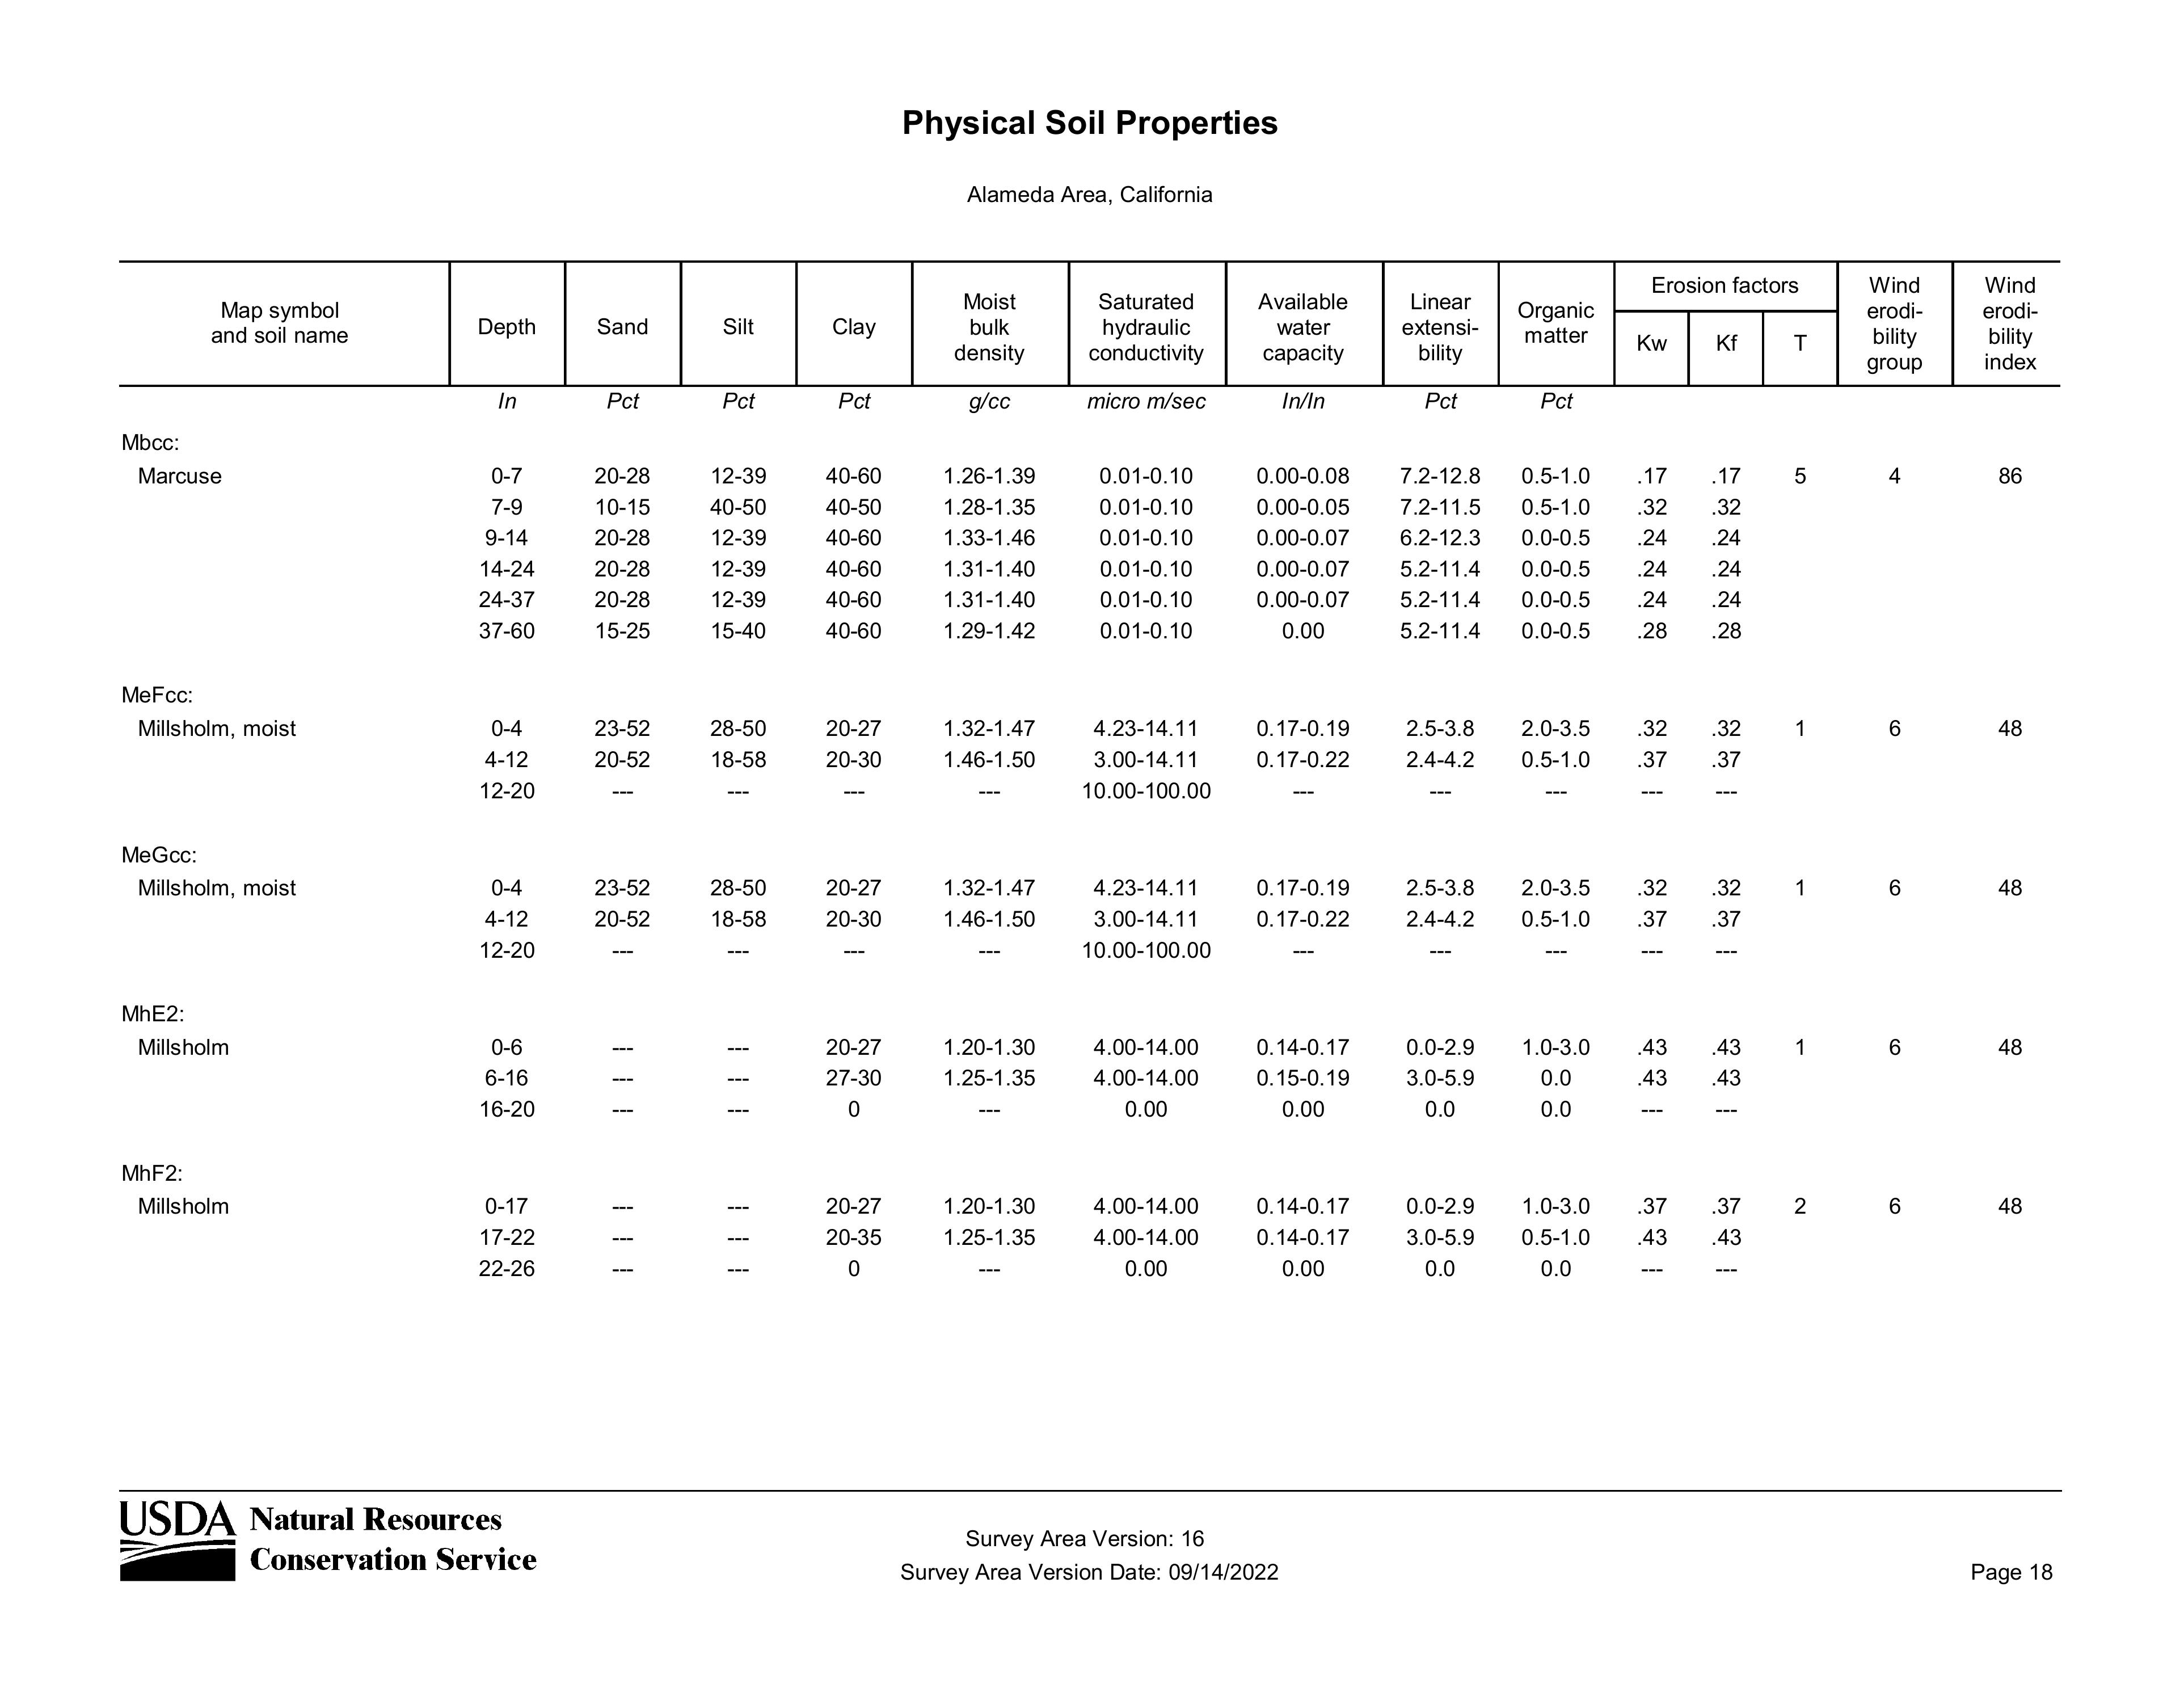 Physical Soil Properties
Alameda Area, California
Map symbol and soil name Depth Sand Silt Clay Moist bulk density Saturated hydraulic conductivity Available water capacity Linear extensi-bility Organic matter Erosion factors Kw Kf T Wind erodi-bility group Wind erodi-bility index
In Pct Pct Pct g/cc micro m/sec In/In Pct Pct
Mbcc:
Marcuse 0-7 20-28 12-39 40-60 1.26-1.39 0.01-0.10 0.00-0.08 7.2-12.8 0.5-1.0 .17 .17 5 4 86
7-9 10-15 40-50 40-50 1.28-1.35 0.01-0.10 0.00-0.05 7.2-11.5 0.5-1.0 .32 .32
9-14 20-28 12-39 40-60 1.33-1.46 0.01-0.10 0.00-0.07 6.2-12.3 0.0-0.5 .24 .24
14-24 20-28 12-39 40-60 1.31-1.40 0.01-0.10 0.00-0.07 5.2-11.4 0.0-0.5 .24 .24
24-37 20-28 12-39 40-60 1.31-1.40 0.01-0.10 0.00-0.07 5.2-11.4 0.0-0.5 .24 .24
37-60 15-25 15-40 40-60 1.29-1.42 0.01-0.10 0.00 5.2-11.4 0.0-0.5 .28 .28
MeFcc:
Millsholm, moist 0-4 23-52 28-50 20-27 1.32-1.47 4.23-14.11 0.17-0.19 2.5-3.8 2.0-3.5 .32 .32 1 6 48
4-12 20-52 18-58 20-30 1.46-1.50 3.00-14.11 0.17-0.22 2.4-4.2 0.5-1.0 .37 .37
12-20 --- --- --- --- 10.00-100.00 --- --- --- --- ---
MeGcc:
Millsholm, moist 0-4 23-52 28-50 20-27 1.32-1.47 4.23-14.11 0.17-0.19 2.5-3.8 2.0-3.5 .32 .32 1 6 48
4-12 20-52 18-58 20-30 1.46-1.50 3.00-14.11 0.17-0.22 2.4-4.2 0.5-1.0 .37 .37
12-20 --- --- --- --- 10.00-100.00 --- --- --- --- ---
MhE2:
Millsholm 0-6 --- --- 20-27 1.20-1.30 4.00-14.00 0.14-0.17 0.0-2.9 1.0-3.0 .43 .43 1 6 48
6-16 --- --- 27-30 1.25-1.35 4.00-14.00 0.15-0.19 3.0-5.9 0.0 .43 .43
16-20 --- --- 0 --- 0.00 0.00 0.0 0.0 --- ---
MhF2:
Millsholm 0-17 --- --- 20-27 1.20-1.30 4.00-14.00 0.14-0.17 0.0-2.9 1.0-3.0 .37 .37 2 6 48
17-22 --- --- 20-35 1.25-1.35 4.00-14.00 0.14-0.17 3.0-5.9 0.5-1.0 .43 .43
22-26 --- --- 0 --- 0.00 0.00 0.0 0.0 --- ---
USDA Natural Resources
Conservation Service
Survey Area Version: 16
Survey Area Version Date: 09/14/2022
Page 18